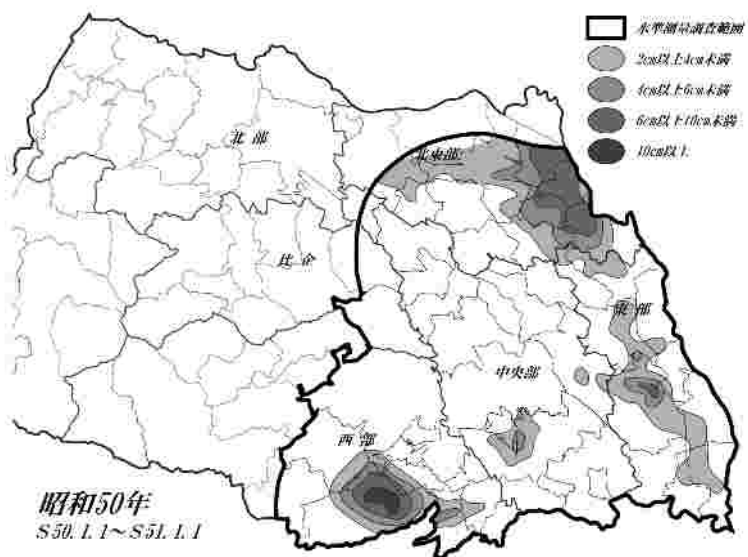 水準測量調査範囲
2cm以上4cm未満
4cm以上6cm未満
6cm以上10cm未満
10cm以上
北部
北東部
比企
東部
中央部
西部
昭和50年
S50.1.1～S51.1.1